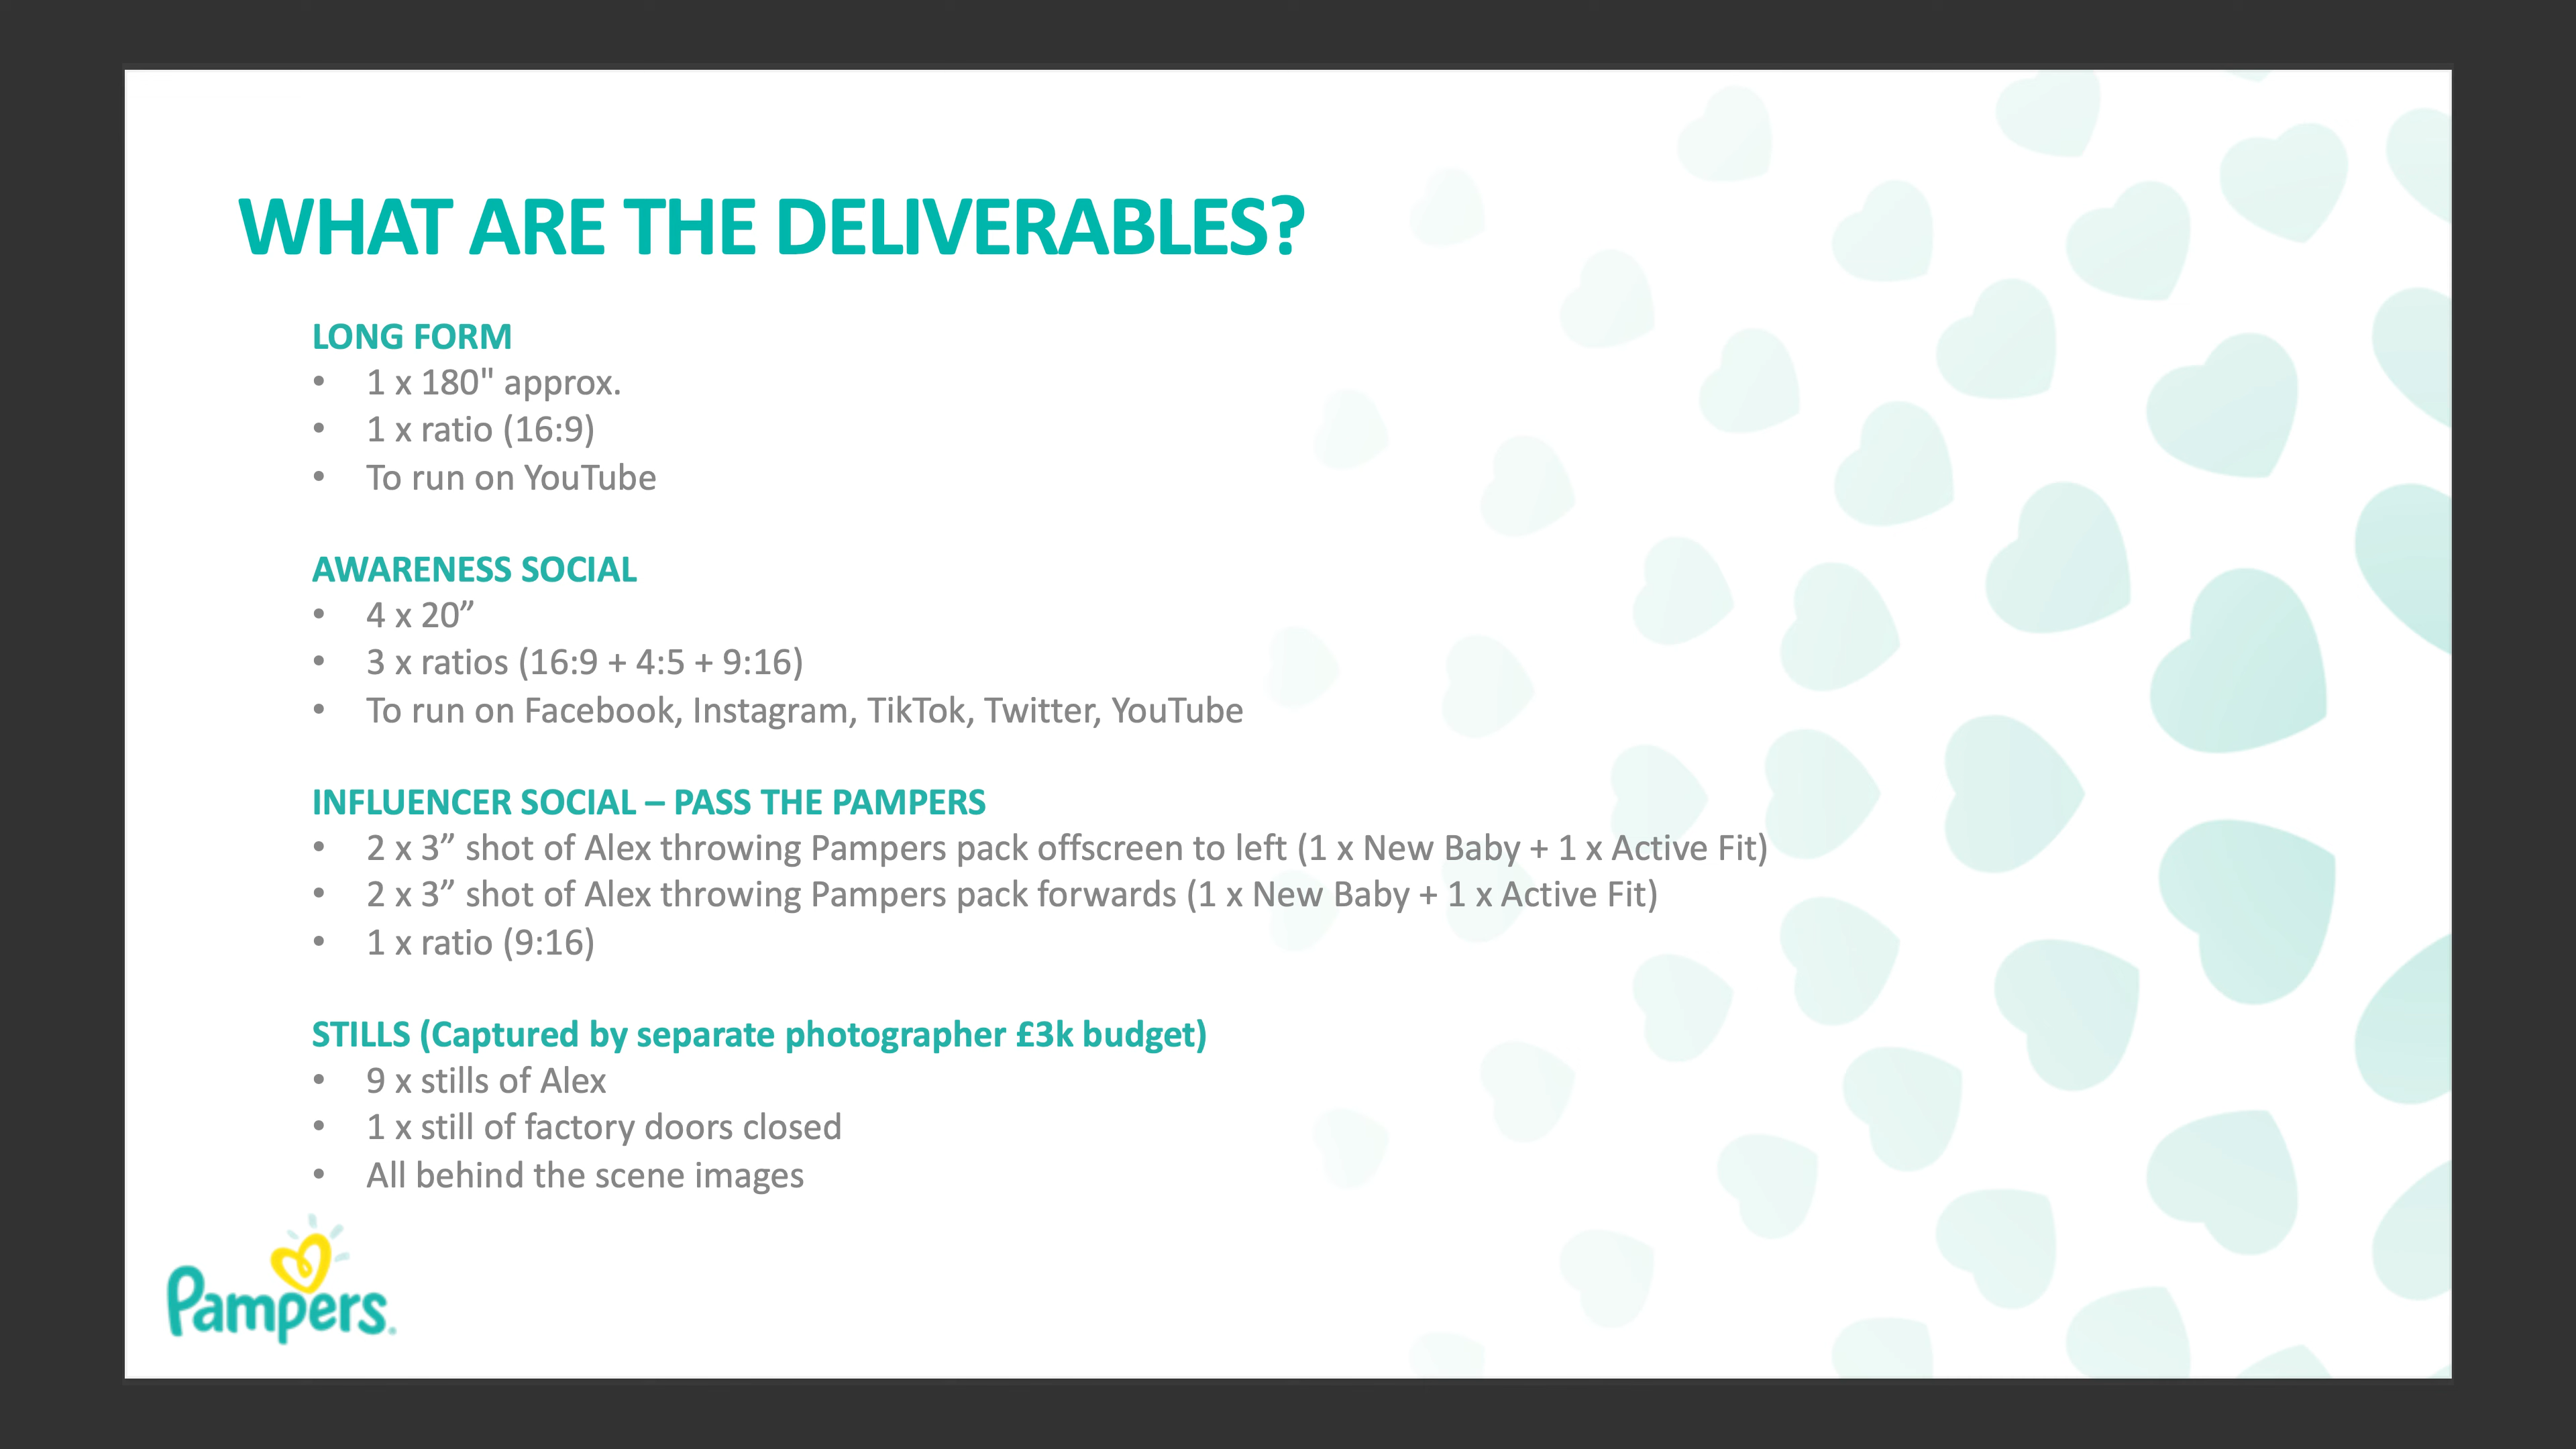 WHAT ARE THE DELIVERABLES?
LONG FORM
• 1 x 180" approx.
• 1 x ratio (16:9)
• To run on YouTube
AWARENESS SOCIAL
• 4 x 20”
• 3 x ratios (16:9 + 4:5 + 9:16)
• To run on Facebook, Instagram, TikTok, Twitter, YouTube
INFLUENCER SOCIAL – PASS THE PAMPERS
• 2 x 3” shot of Alex throwing Pampers pack offscreen to left (1 x New Baby + 1 x Active Fit)
• 2 x 3” shot of Alex throwing Pampers pack forwards (1 x New Baby + 1 x Active Fit)
• 1 x ratio (9:16)
STILLS (Captured by separate photographer £3k budget)
• 9 x stills of Alex
• 1 x still of factory doors closed
• All behind the scene images
Pampers